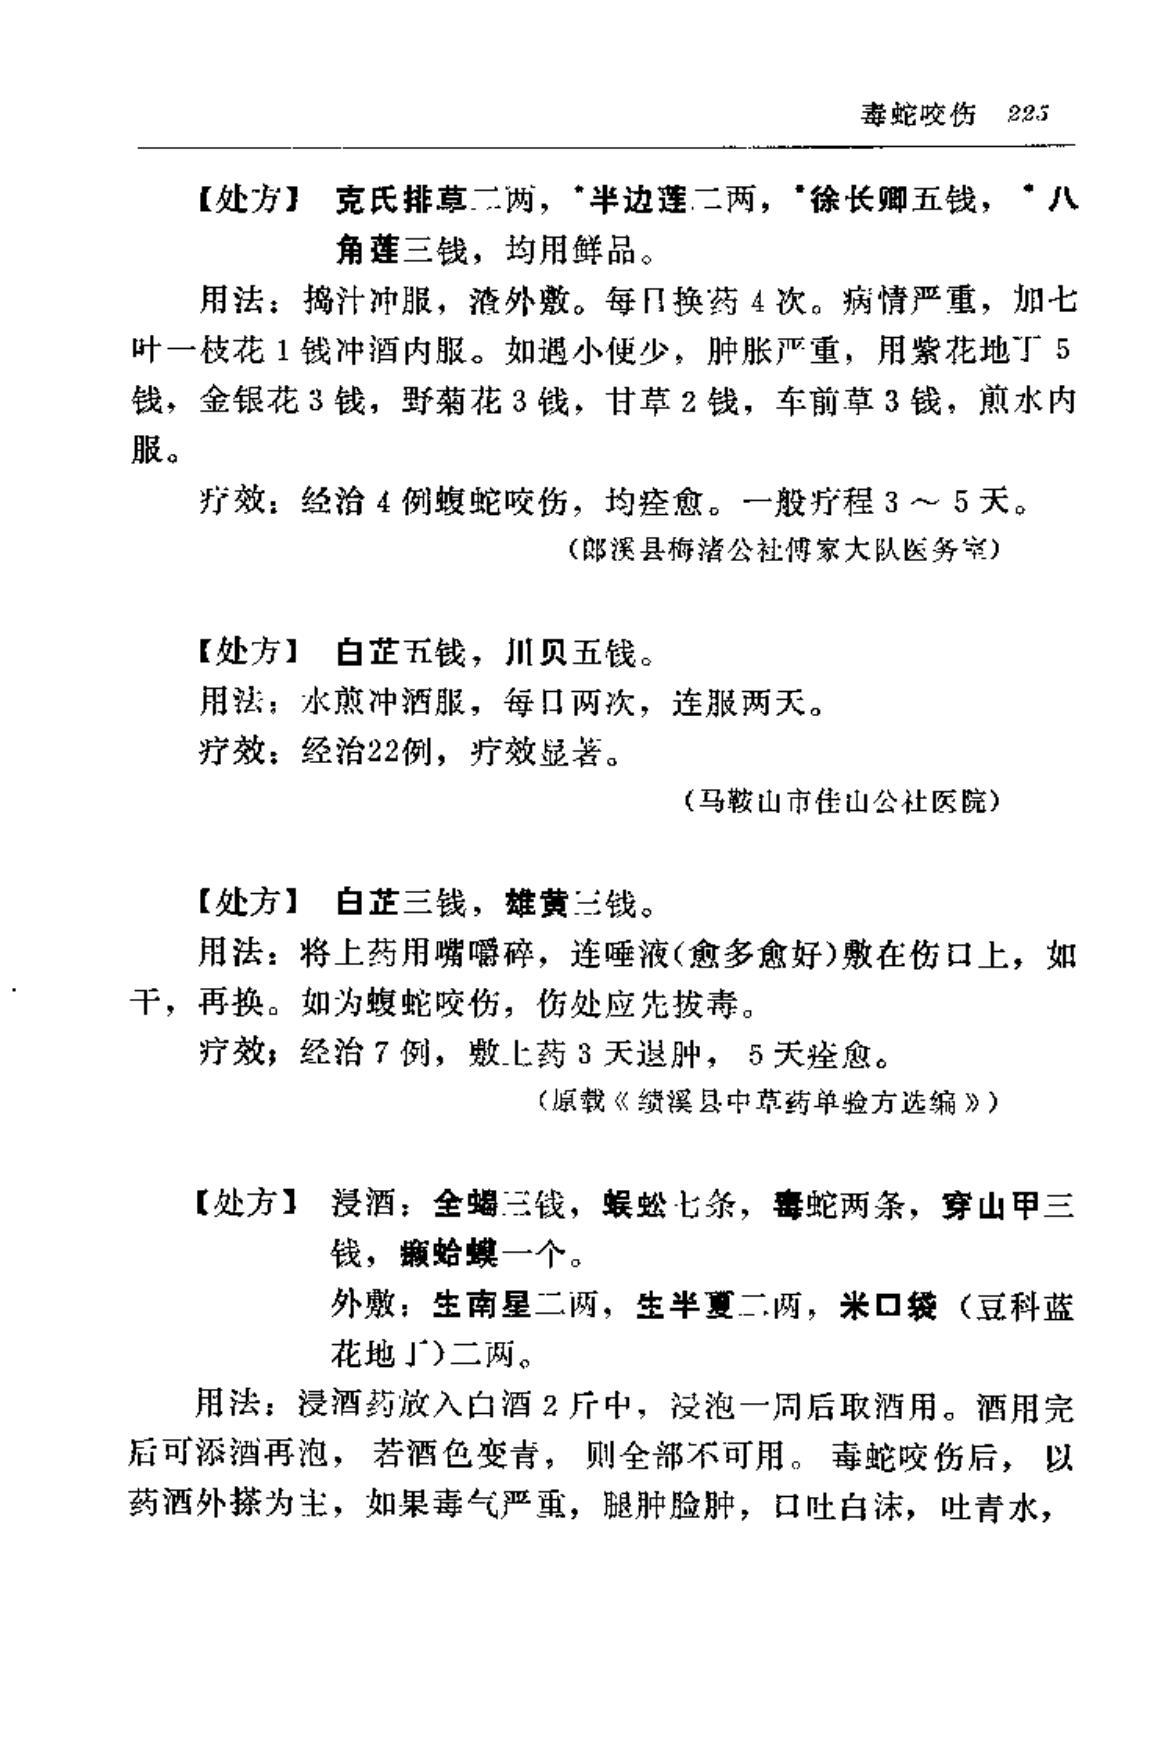 毒蛇咬伤 225
【处方】 克氏排草二两，*半边莲二两，*徐长卿五钱，*八
角莲三钱，均用鲜品。
用法：捣汁冲服，渣外敷。每日换药4次。病情严重，加七
叶一枝花1钱冲酒内服。如遇小便少，肿胀严重，用紫花地丁5
钱，金银花3钱，野菊花3钱，甘草2钱，车前草3钱，煎水内
服。
疗效：经治4例蝮蛇咬伤，均痊愈。一般疗程3～5天。
（郎溪县梅渚公社傅家大队医务室）
【处方】 白芷五钱，川贝五钱。
用法：水煎冲酒服，每日两次，连服两天。
疗效：经治22例，疗效显著。
（马鞍山市佳山公社医院）
【处方】 白芷三钱，雄黄三钱。
用法：将上药用嘴嚼碎，连唾液（愈多愈好）敷在伤口上，如
干，再换。如为蝮蛇咬伤，伤处应先拔毒。
疗效；经治7例，敷上药3天退肿，5天痊愈。
（原载《绩溪县中草药单验方选编》）
【处方】 浸酒：全蝎三钱，蜈蚣七条，毒蛇两条，穿山甲三
钱，癞蛤蟆一个。
外敷：生南星二两，生半夏二两，米口袋（豆科蓝
花地丁）二两。
用法：浸酒药放入白酒2斤中，浸泡一周后取酒用。酒用完
后可添酒再泡，若酒色变青，则全部不可用。毒蛇咬伤后，以
药酒外搽为主，如果毒气严重，腿肿脸肿，口吐白沫，吐青水，